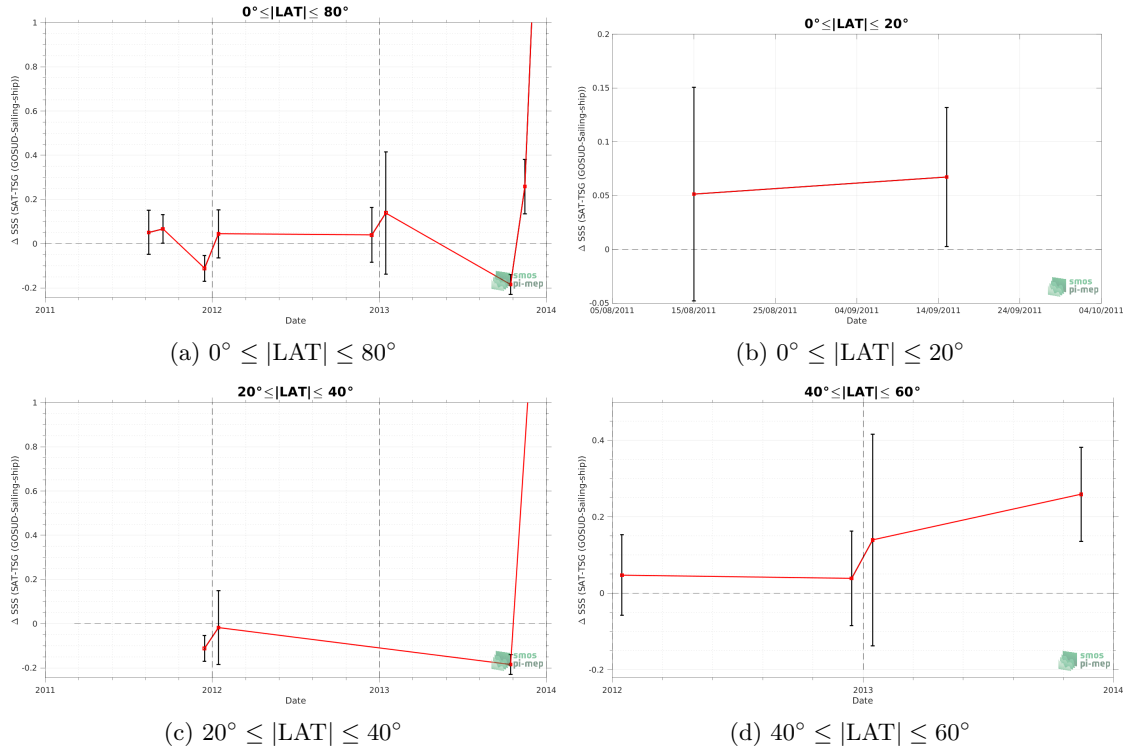 0°≤|LAT|≤ 80°
Δ SSS (SAT-TSG (GOSUD-Sailing-ship))
1
0.8
0.6
0.4
0.2
0
-0.2
2011
2012
2013
2014
Date
smos
pi-mep
(a) 0° ≤ |LAT| ≤ 80°
0°≤|LAT|≤ 20°
Δ SSS (SAT-TSG (GOSUD-Sailing-ship))
0.2
0.15
0.1
0.05
0
-0.05
05/08/2011
15/08/2011
25/08/2011
04/09/2011
14/09/2011
24/09/2011
04/10/2011
Date
smos
pi-mep
(b) 0° ≤ |LAT| ≤ 20°
20°≤|LAT|≤ 40°
Δ SSS (SAT-TSG (GOSUD-Sailing-ship))
1
0.8
0.6
0.4
0.2
0
-0.2
2011
2012
2013
2014
Date
smos
pi-mep
(c) 20° ≤ |LAT| ≤ 40°
40°≤|LAT|≤ 60°
Δ SSS (SAT-TSG (GOSUD-Sailing-ship))
0.4
0.2
0
-0.2
2012
2013
2014
Date
smos
pi-mep
(d) 40° ≤ |LAT| ≤ 60°